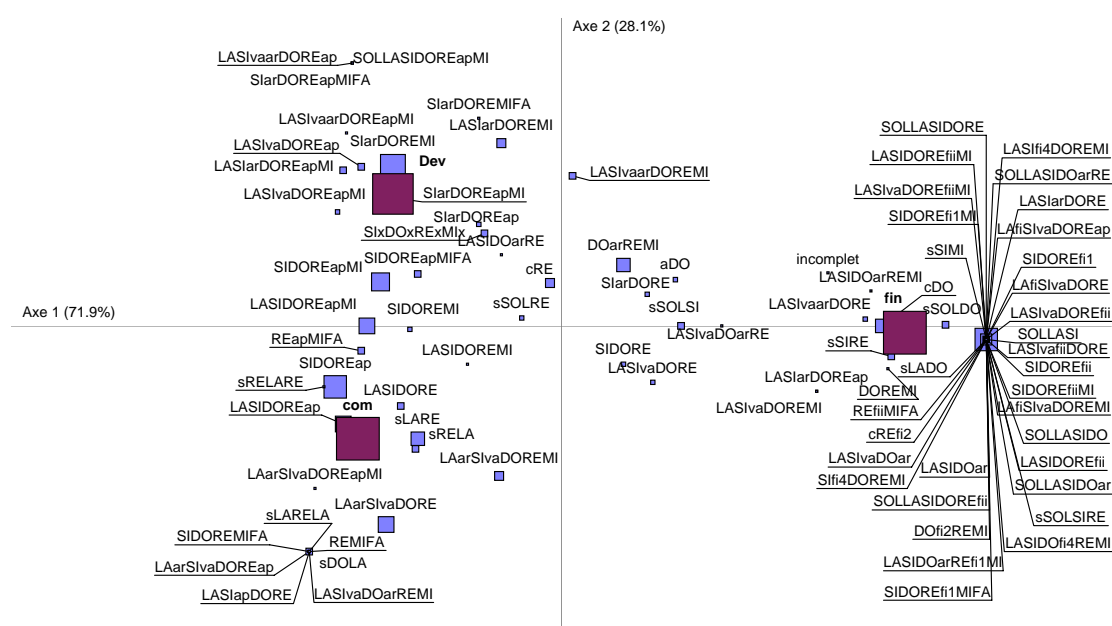 Axe 2 (28.1%)
LASIvaarDOREap
SOLLASIDOREapMI
SIarDOREapMIFA
SIarDOREMIFA
LASIvaarDOREapMI
LASIarDOREMI
SOLLASIDORE
SIarDOREMI
LASIvaDOREap
LASIDOREfiiMI
LASIfi4DOREMI
Dev
LASIarDOREapMI
LASIvaarDOREMI
SOLLASIDOarRE
LASIvaDOREapMI
SIarDOREapMI
LASIvaDOREfiiMI
LASIarDORE
SIarDOREap
SIDOREfi1MI
SIxDOxRExMIx
LAfiSIvaDOREap
LASIDOarRE
DOarREMI
sSIMI
SIDOREapMI
SIDOREapMIFA
cRE
aDO
incomplet
SIDOREfi1
LASIDOarREMI
SIarDORE
LAfiSIvaDORE
cDO
LASIDOREapMI
SIDOREMI
sSOLRE
sSOLSI
LASIvaarDORE
fin
sSOLDO
LASIvaDOREfii
Axe 1 (71.9%)
LASIvaDOarRE
SOLLASI
REapMIFA
LASIDOREMI
SIDORE
sSIRE
LASIvafiiDORE
SIDOREap
LASIvaDORE
sLADO
SIDOREfii
sRELARE
LASIarDOREap
LASIDORE
DOREMI
SIDOREfiiMI
LASIDOREap
com
LASIvaDOREMI
REfiiMIFA
LAfiSIvaDOREMI
sLARE
sRELA
cREfi2
SOLLASIDO
LAarSIvaDOREMI
LASIvaDOar
LASIDOREfii
LAarSIvaDOREapMI
LASIDOar
SIfi4DOREMI
SOLLASIDOar
LAarSIvaDORE
SOLLASIDOREfii
sLARELA
sSOLSIRE
SIDOREMIFA
REMIFA
DOfi2REMI
LASIDOfi4REMI
sDOLA
LAarSIvaDOREap
LASIDOarREfi1MI
LASIapDORE
LASIvaDOarREMI
SIDOREfi1MIFA